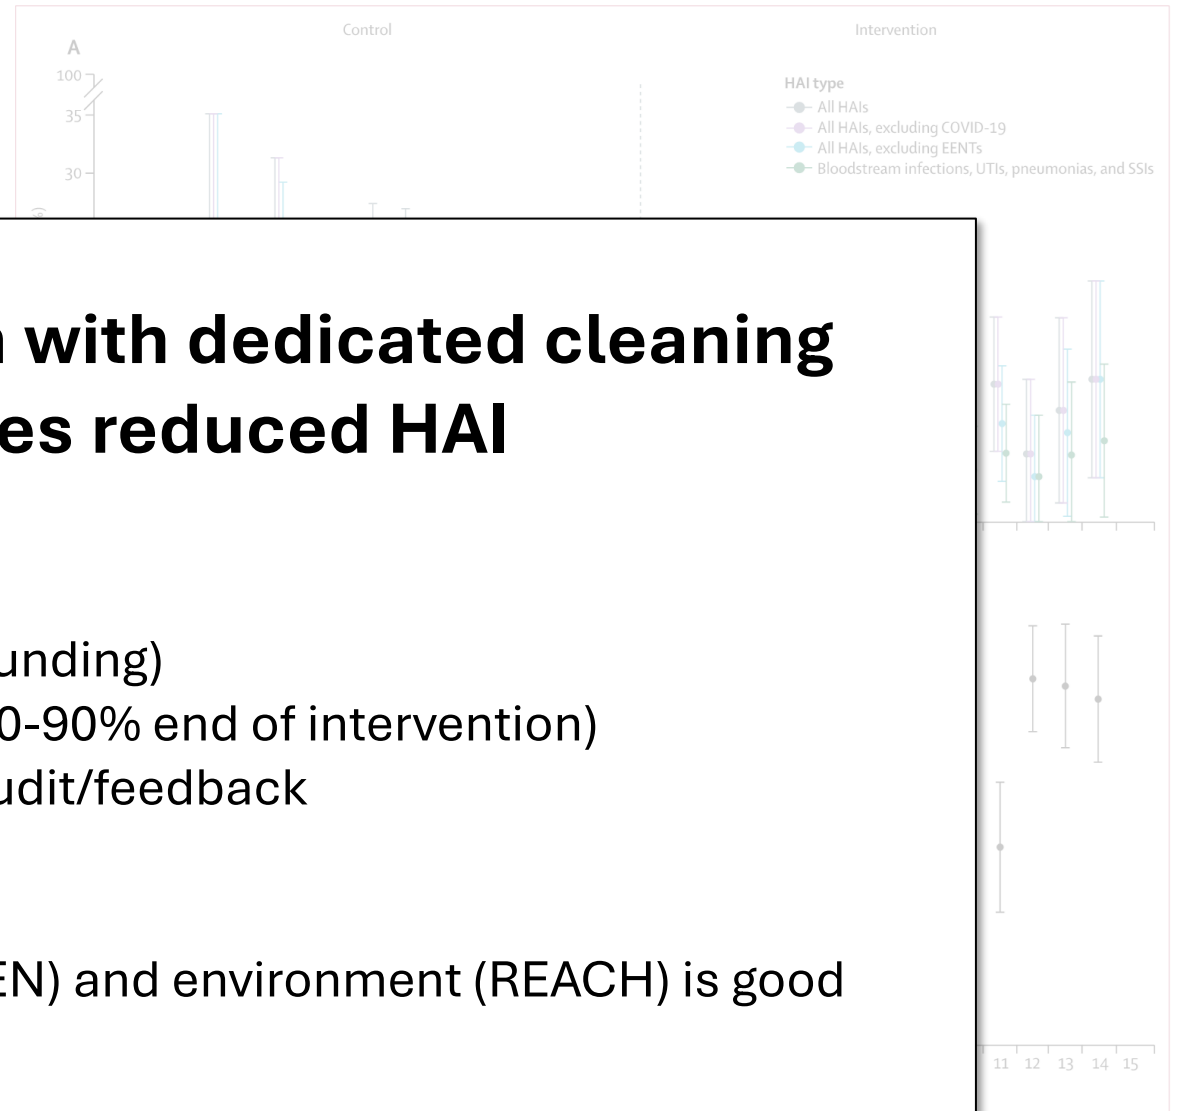 Control
Intervention
A
100
35
30
HAI type
All HAIs
All HAIs, excluding COVID-19
All HAIs, excluding EENTs
Bloodstream infections, UTIs, pneumonias, and SSIs
with dedicated cleaning
es reduced HAI
unding)
0-90% end of intervention)
udit/feedback
EN) and environment (REACH) is good
11 12 13 14 15